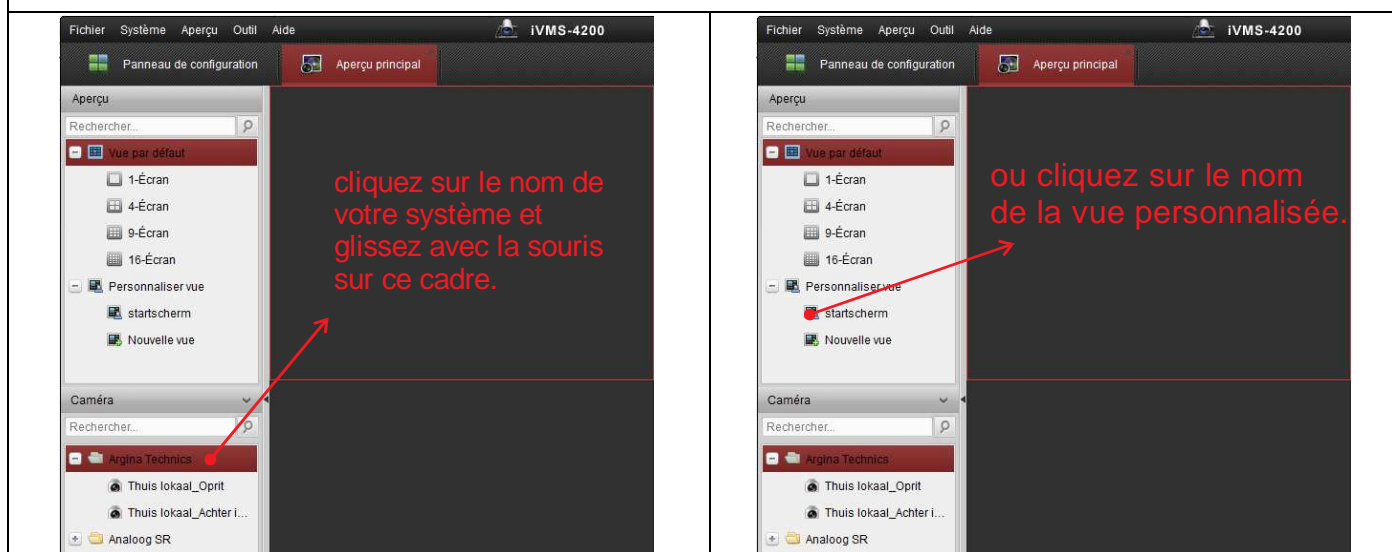 Fichier Système Aperçu Outil Aide iVMS-4200
Panneau de configuration Aperçu principal
Aperçu
Rechercher...
Vue par défaut
1-Écran
4-Écran
9-Écran
16-Écran
Personnaliser vue
startscherm
Nouvelle vue
cliquez sur le nom de
votre système et
glissez avec la souris
sur ce cadre.
Caméra
Rechercher...
Argina Technics
Thuis lokaal_Oprit
Thuis lokaal_Achter i...
Analoog SR
Fichier Système Aperçu Outil Aide iVMS-4200
Panneau de configuration Aperçu principal
Aperçu
Rechercher...
Vue par défaut
1-Écran
4-Écran
9-Écran
16-Écran
Personnaliser vue
startscherm
Nouvelle vue
ou cliquez sur le nom
de la vue personnalisée.
Caméra
Rechercher...
Argina Technics
Thuis lokaal_Oprit
Thuis lokaal_Achter i...
Analoog SR